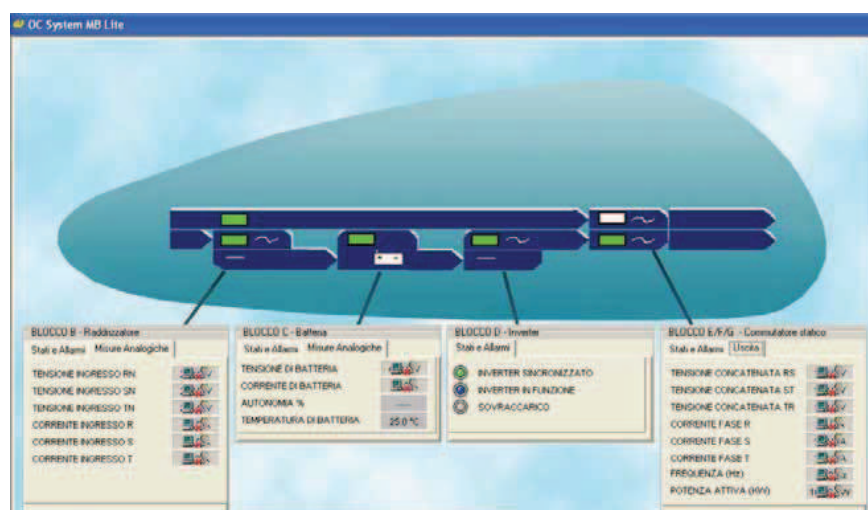 OC System MB Lite
BLOCCO B - Raddrizzatore
Stati e Allarmi Misure Analogiche
TENSIONE INGRESSO RN
TENSIONE INGRESSO SN
TENSIONE INGRESSO TN
CORRENTE INGRESSO R
CORRENTE INGRESSO S
CORRENTE INGRESSO T
BLOCCO C - Batteria
Stati e Allarmi Misure Analogiche
TENSIONE DI BATTERIA
CORRENTE DI BATTERIA
AUTONOMIA %
TEMPERATURA DI BATTERIA 25.0 °C
BLOCCO D - Inverter
Stati e Allarmi
INVERTER SINCRONIZZATO
INVERTER IN FUNZIONE
SOVRACCARICO
BLOCCO E/F/G - Commutatore statico
Stati e Allarmi Uscita
TENSIONE CONCATENATA RS
TENSIONE CONCATENATA ST
TENSIONE CONCATENATA TR
CORRENTE FASE R
CORRENTE FASE S
CORRENTE FASE T
FREQUENZA (Hz)
POTENZA ATTIVA (KW)